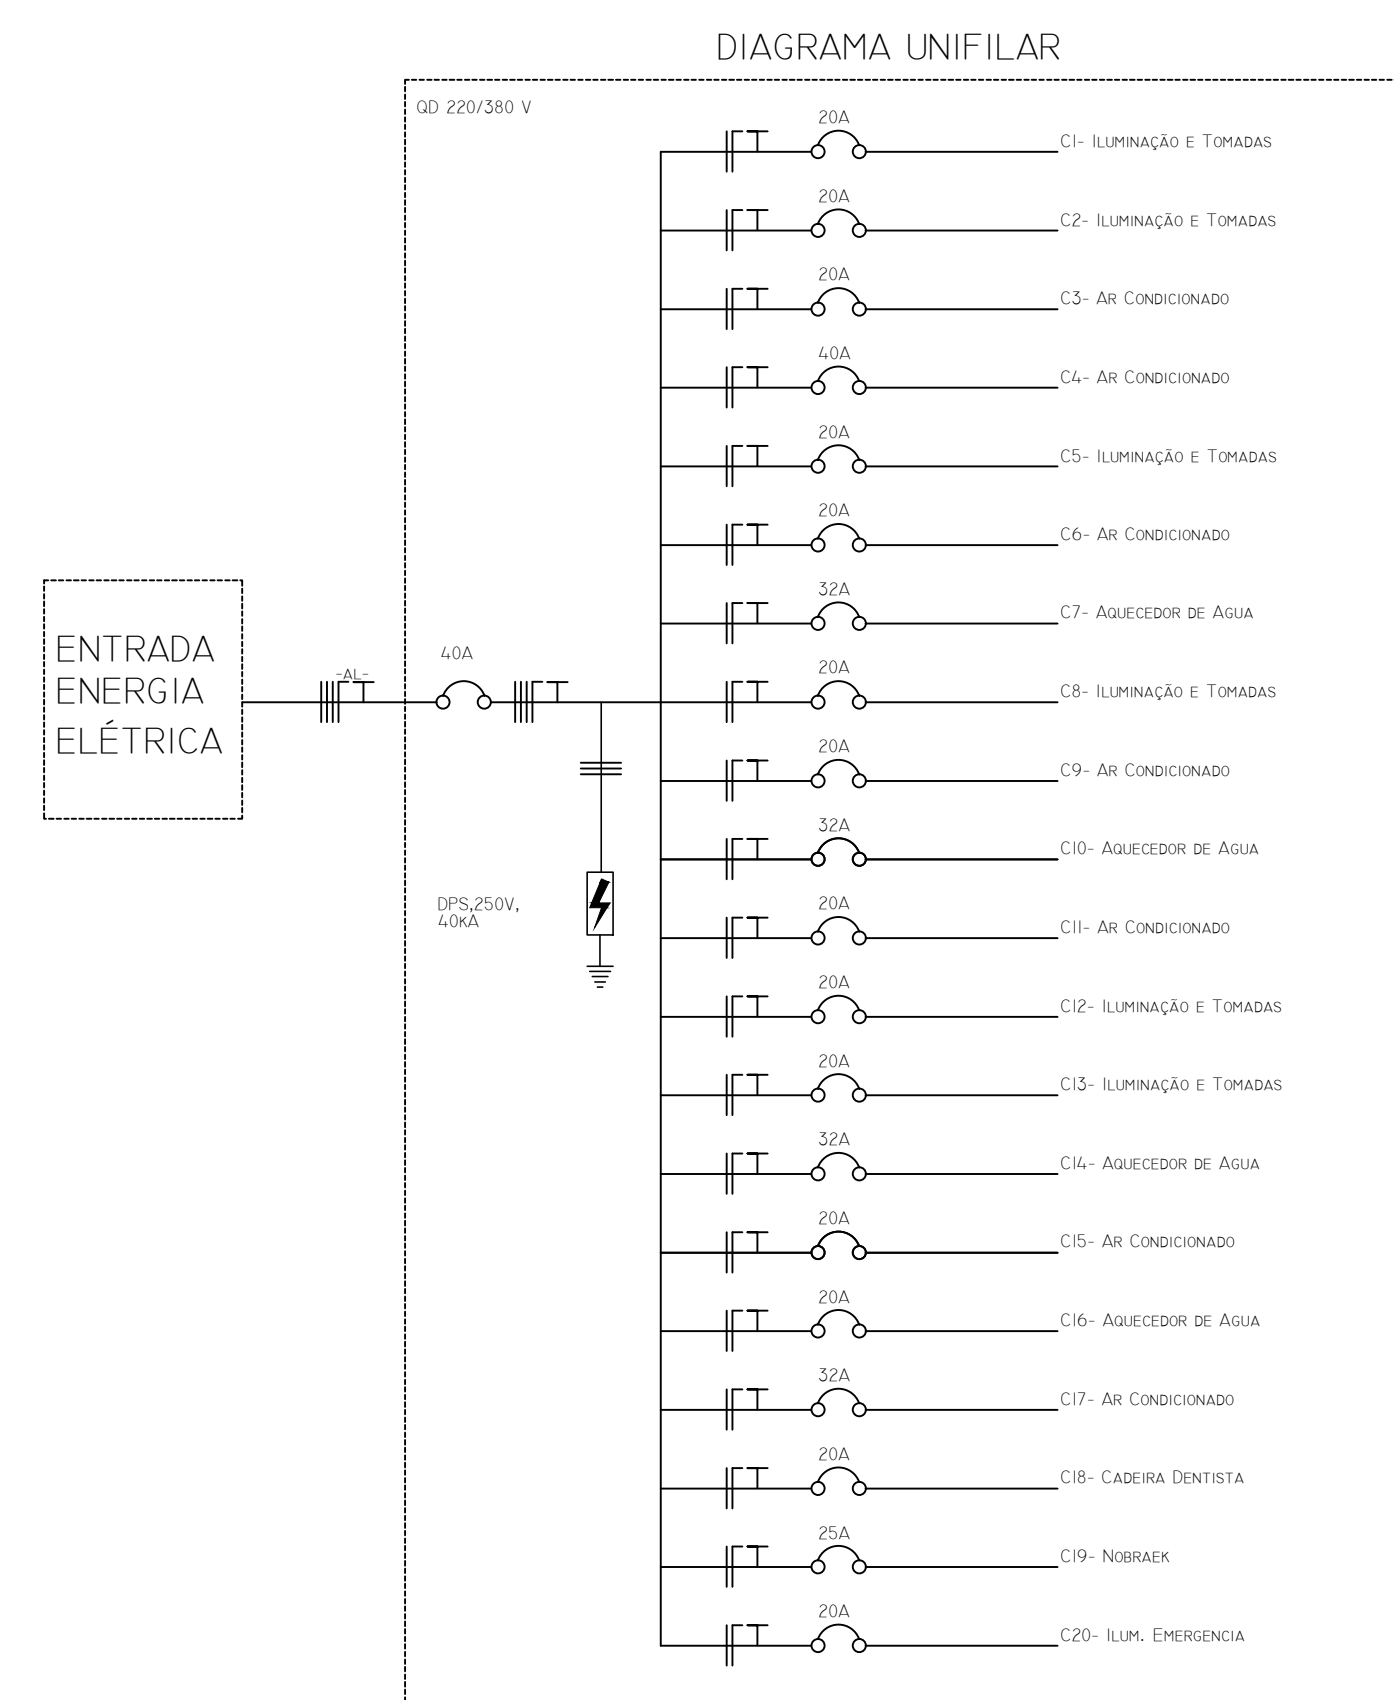 DIAGRAMA UNIFILAR
QD 220/380 V
20A
C1- ILUMINAÇÃO E TOMADAS
20A
C2- ILUMINAÇÃO E TOMADAS
20A
C3- AR CONDICIONADO
40A
C4- AR CONDICIONADO
20A
C5- ILUMINAÇÃO E TOMADAS
20A
C6- AR CONDICIONADO
32A
C7- AQUECEDOR DE AGUA
ENTRADA
ENERGIA
ELÉTRICA
-AL-
40A
20A
C8- ILUMINAÇÃO E TOMADAS
20A
C9- AR CONDICIONADO
32A
C10- AQUECEDOR DE AGUA
DPS,250V,
40KA
20A
C11- AR CONDICIONADO
20A
C12- ILUMINAÇÃO E TOMADAS
20A
C13- ILUMINAÇÃO E TOMADAS
32A
C14- AQUECEDOR DE AGUA
20A
C15- AR CONDICIONADO
20A
C16- AQUECEDOR DE AGUA
32A
C17- AR CONDICIONADO
20A
C18- CADEIRA DENTISTA
25A
C19- NOBRAEK
20A
C20- ILUM. EMERGENCIA